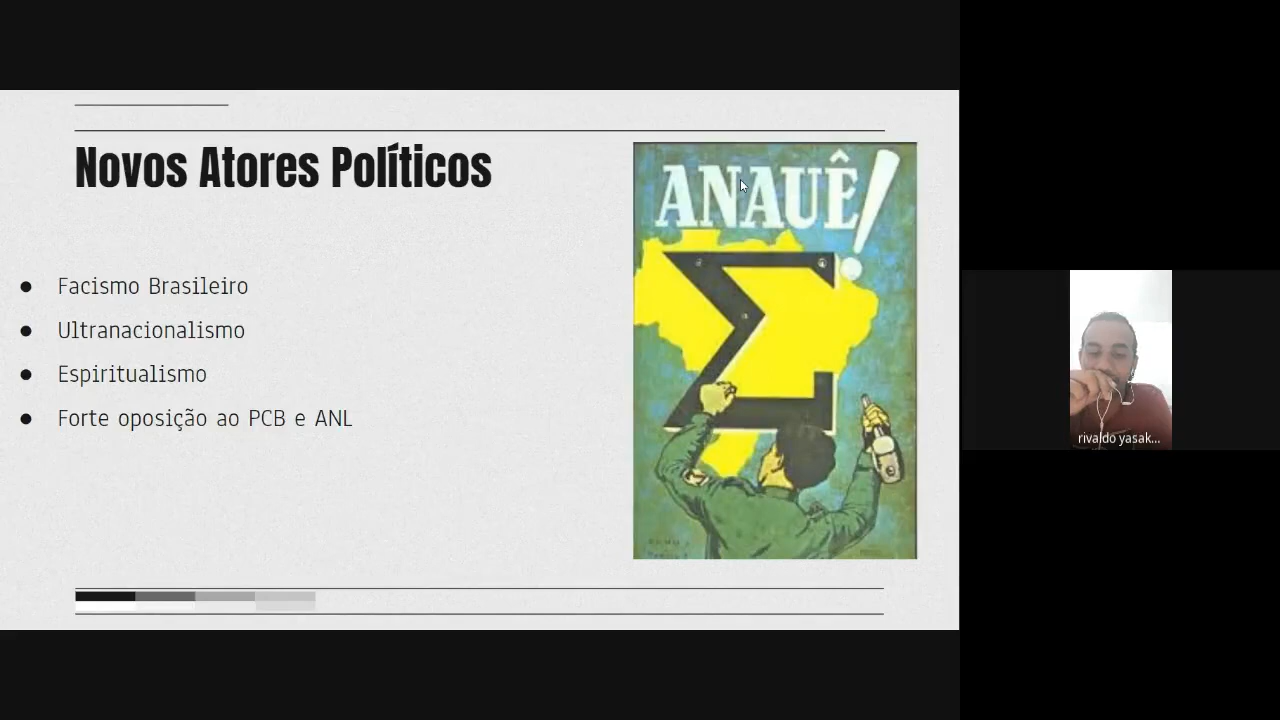 Novos Atores Políticos
ANAUÊ!
Σ
Facismo Brasileiro
Ultranacionalismo
Espiritualismo
Forte oposição ao PCB e ANL
rivaldo yasak...